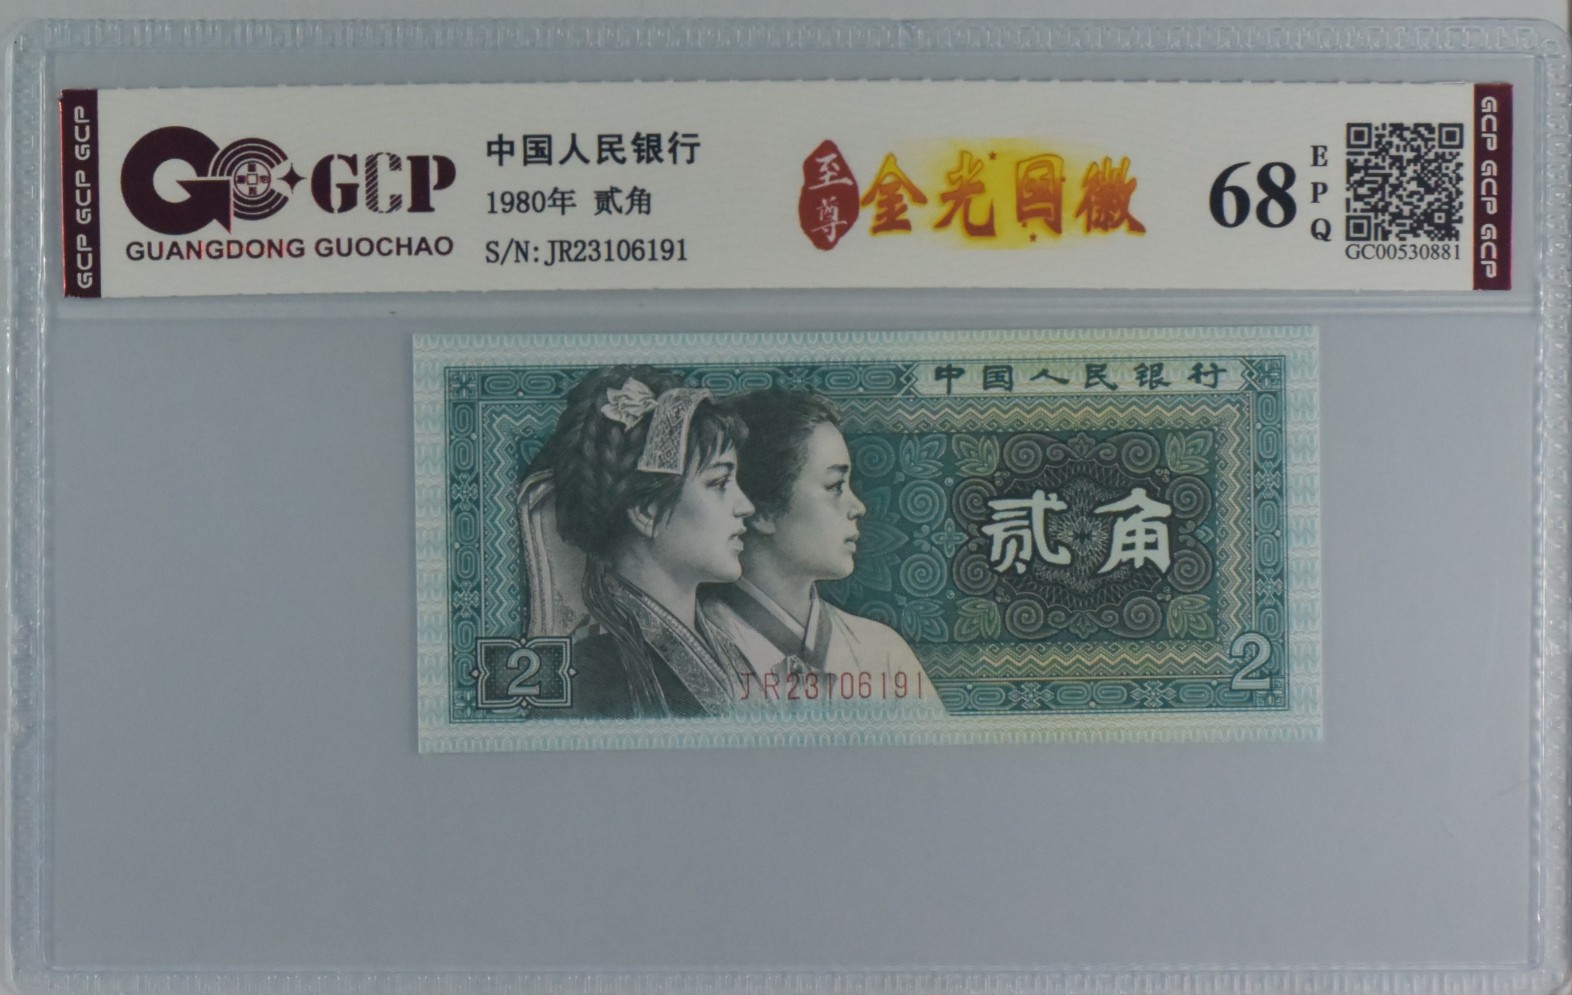 GCP GCP GCP
GCP
GUANGDONG GUOCHAO
中国人民银行
1980年 贰角
S/N: JR23106191
至尊
金光国徽
68
EPQ
GC00530881
GCP GCP GCP
中国人民银行
贰角
2
JR23106191
2